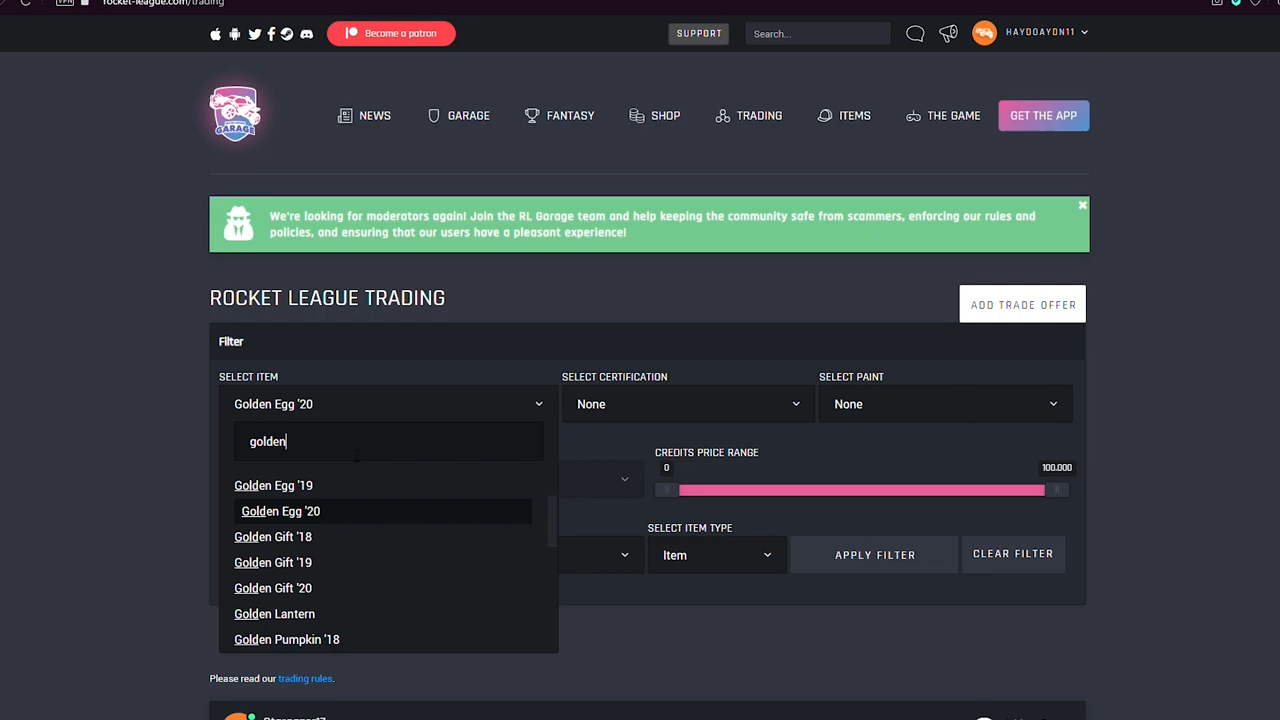 rocket-league.com/trading
Become a patron
SUPPORT
Search...
HAYDOAYDN11
GARAGE
NEWS
GARAGE
FANTASY
SHOP
TRADING
ITEMS
THE GAME
GET THE APP
We're looking for moderators again! Join the RL Garage team and help keeping the community safe from scammers, enforcing our rules and
policies, and ensuring that our users have a pleasant experience!
ROCKET LEAGUE TRADING
ADD TRADE OFFER
Filter
SELECT ITEM
SELECT CERTIFICATION
SELECT PAINT
Golden Egg '20
None
None
golden
CREDITS PRICE RANGE
0
100.000
Golden Egg '19
Golden Egg '20
Golden Gift '18
Golden Gift '19
Golden Gift '20
Golden Lantern
Golden Pumpkin '18
SELECT ITEM TYPE
Item
APPLY FILTER
CLEAR FILTER
Please read our trading rules.